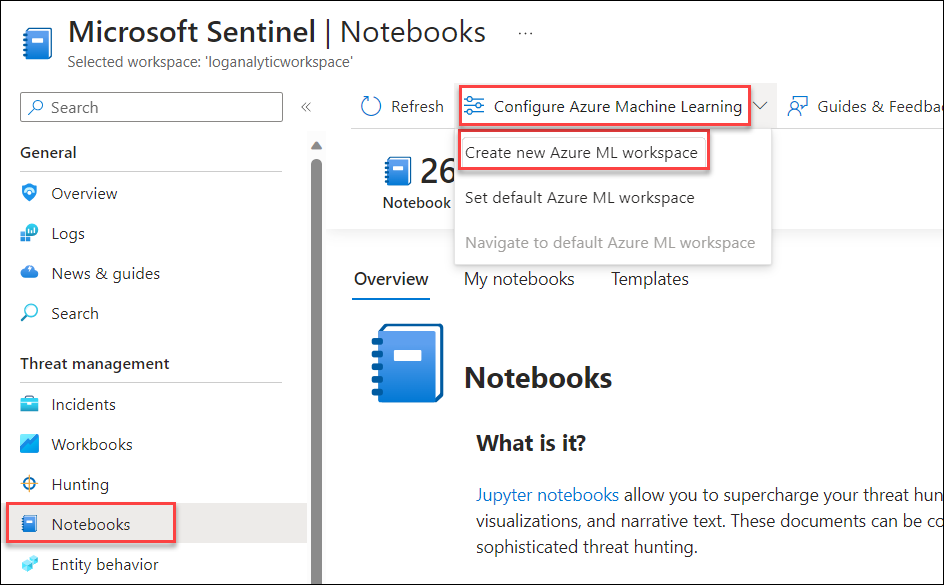 Microsoft Sentinel | Notebooks ...
Selected workspace: 'loganalyticworkspace'
Search «
Refresh Configure Azure Machine Learning Guides & Feedba
General
Overview
Logs
News & guides
Search
Threat management
Incidents
Workbooks
Hunting
Notebooks
Entity behavior
Create new Azure ML workspace
Set default Azure ML workspace
Navigate to default Azure ML workspace
26
Notebook
Overview My notebooks Templates
Notebooks
What is it?
Jupyter notebooks allow you to supercharge your threat hun
visualizations, and narrative text. These documents can be co
sophisticated threat hunting.